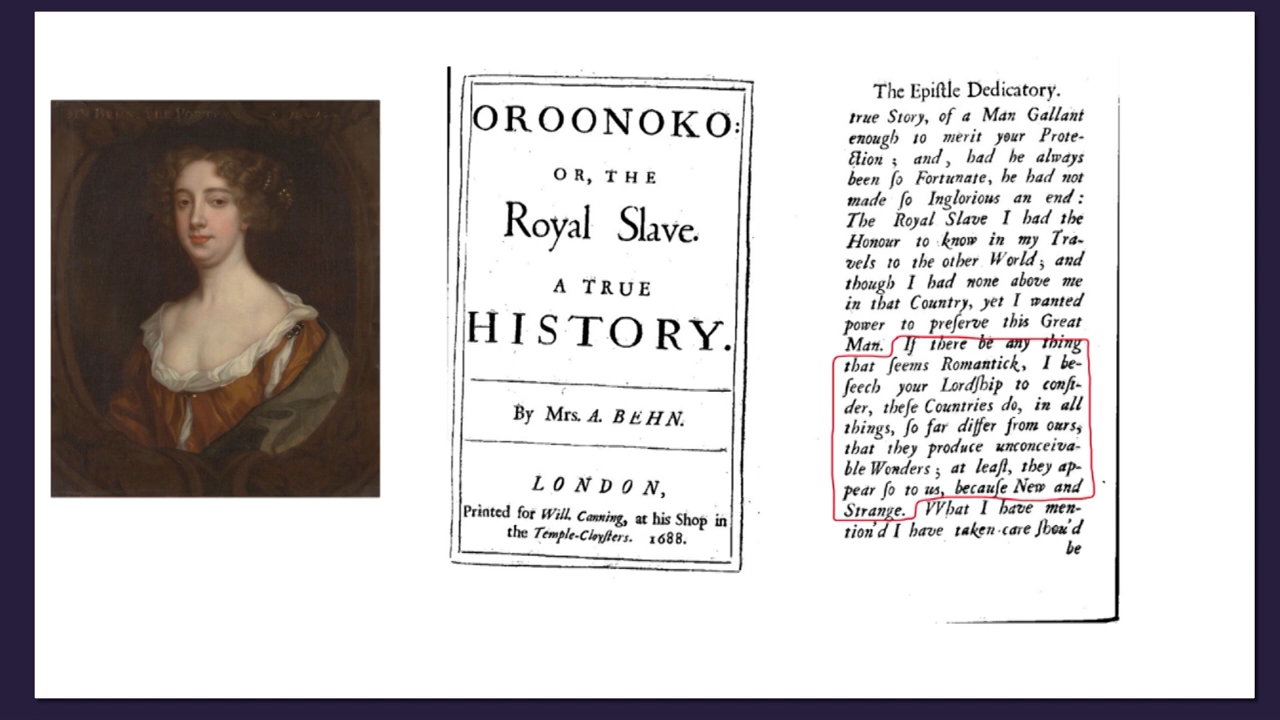 OROONOKO:
OR, THE
Royal Slave.
A TRUE
HISTORY.
By Mrs. A. BEHN.
LONDON,
Printed for Will. Canning, at his Shop in
the Temple-Cloyſters. 1688.
The Epiſtle Dedicatory.
true Story, of a Man Gallant
enough to merit your Prote-
ction ; and, had he always
been ſo Fortunate, he had not
made ſo Inglorious an end :
The Royal Slave I had the
Honour to know in my Tra-
vels to the other World ; and
though I had none above me
in that Country, yet I wanted
power to preſerve this Great
Man. If there be any thing
that ſeems Romantick, I be-
ſeech your Lordſhip to conſi-
der, theſe Countries do, in all
things, ſo far differ from ours,
that they produce unconceiva-
ble Wonders ; at leaſt, they ap-
pear ſo to us, becauſe New and
Strange. VVhat I have men-
tion'd I have taken care ſhou'd
be